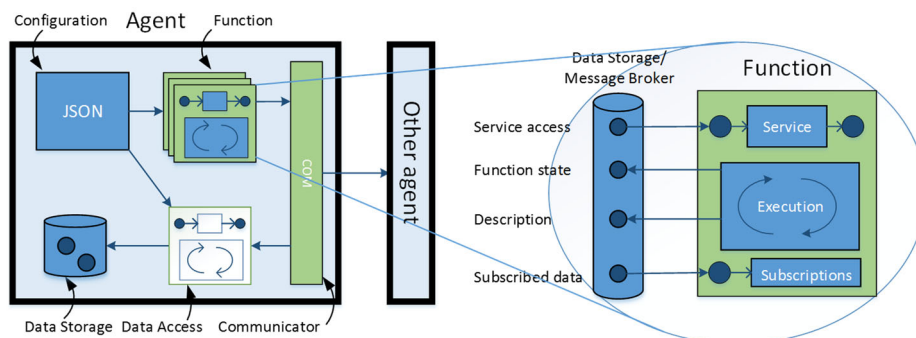 Configuration
Agent
Function
JSON
COM
Other agent
Data Storage
Data Access
Communicator
Data Storage/
Message Broker
Function
Service access
Service
Function state
Execution
Description
Subscribed data
Subscriptions